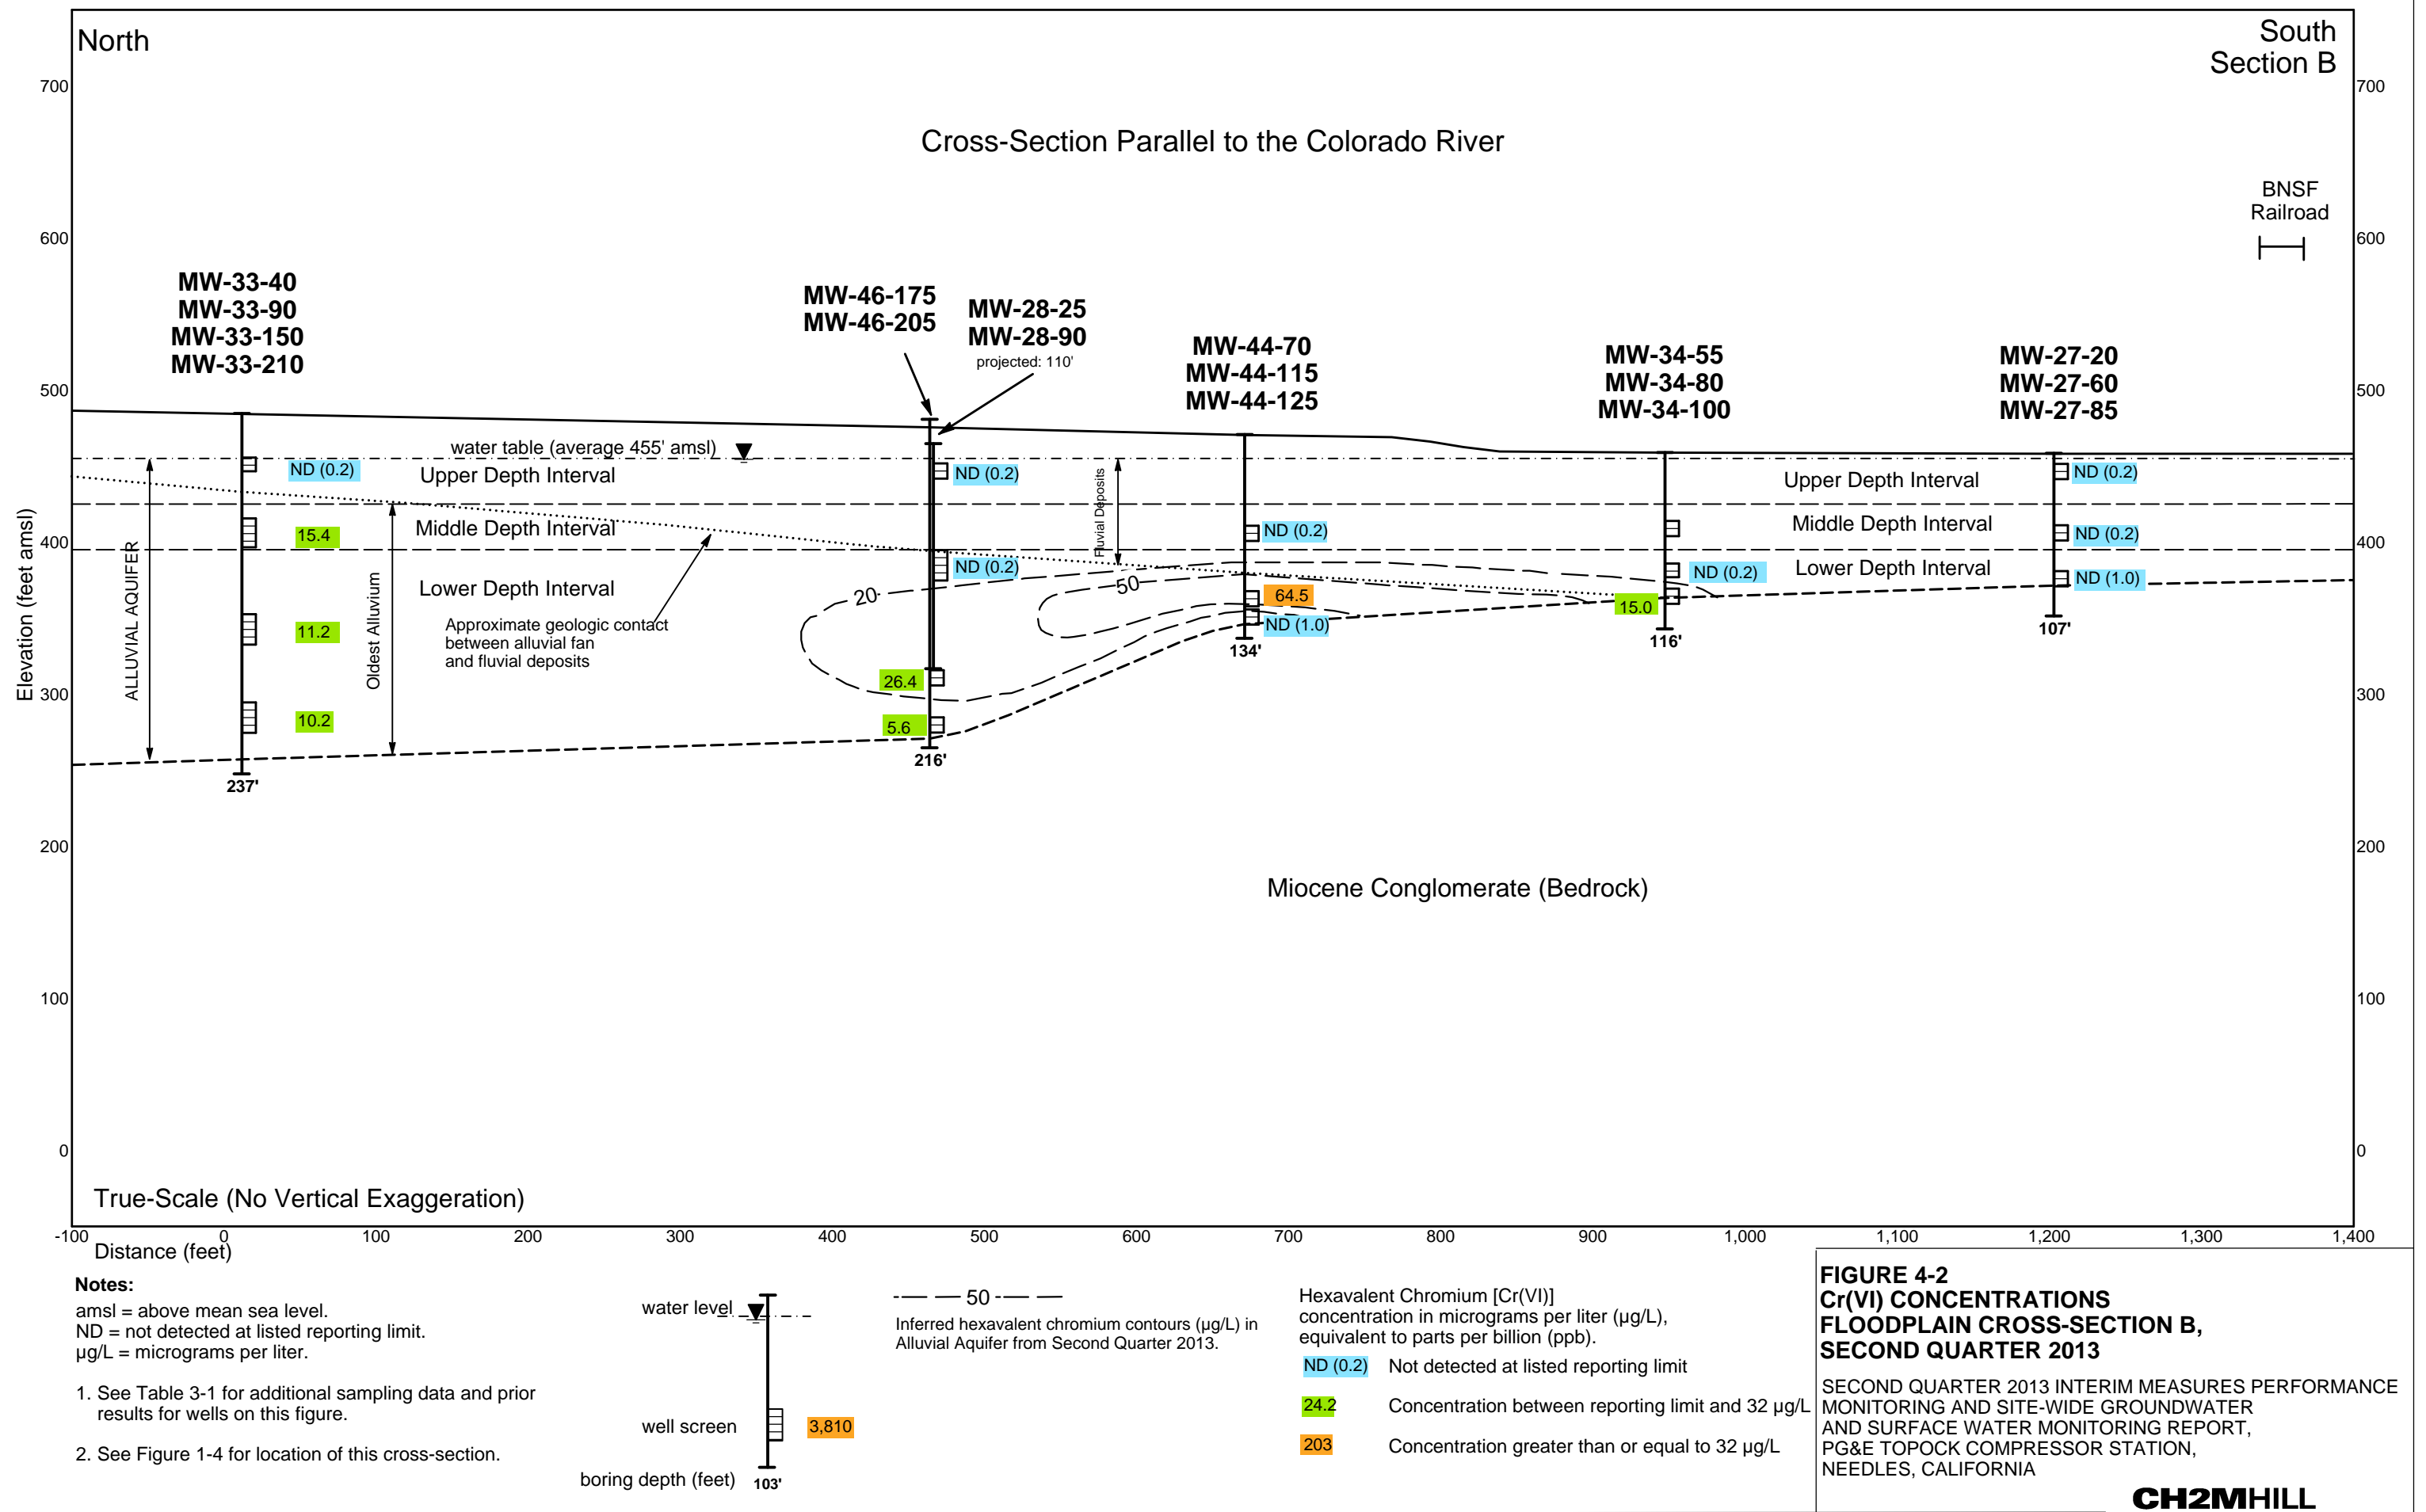 North
South
Section B
Cross-Section Parallel to the Colorado River
BNSF
Railroad
700
600
500
400
300
200
100
0
Elevation (feet amsl)
700
600
500
400
300
200
100
0
MW-33-40
MW-33-90
MW-33-150
MW-33-210
MW-46-175
MW-46-205
MW-28-25
MW-28-90
projected: 110'
MW-44-70
MW-44-115
MW-44-125
MW-34-55
MW-34-80
MW-34-100
MW-27-20
MW-27-60
MW-27-85
water table (average 455' amsl)
ND (0.2)
Upper Depth Interval
ND (0.2)
Fluvial Deposits
Upper Depth Interval
ND (0.2)
15.4
Middle Depth Interval
ND (0.2)
Middle Depth Interval
ND (0.2)
ALLUVIAL AQUIFER
Oldest Alluvium
Lower Depth Interval
ND (0.2)
20
50
64.5
ND (0.2)
Lower Depth Interval
ND (1.0)
Approximate geologic contact
between alluvial fan
and fluvial deposits
11.2
ND (1.0)
15.0
134'
116'
107'
26.4
10.2
5.6
237'
216'
Miocene Conglomerate (Bedrock)
True-Scale (No Vertical Exaggeration)
-100 0 100 200 300 400 500 600 700 800 900 1,000 1,100 1,200 1,300 1,400
Distance (feet)
Notes:
amsl = above mean sea level.
ND = not detected at listed reporting limit.
µg/L = micrograms per liter.
1. See Table 3-1 for additional sampling data and prior
results for wells on this figure.
2. See Figure 1-4 for location of this cross-section.
water level
well screen
3,810
boring depth (feet)
103'
50
Inferred hexavalent chromium contours (µg/L) in
Alluvial Aquifer from Second Quarter 2013.
Hexavalent Chromium [Cr(VI)]
concentration in micrograms per liter (µg/L),
equivalent to parts per billion (ppb).
ND (0.2) Not detected at listed reporting limit
24.2 Concentration between reporting limit and 32 µg/L
203 Concentration greater than or equal to 32 µg/L
FIGURE 4-2
Cr(VI) CONCENTRATIONS
FLOODPLAIN CROSS-SECTION B,
SECOND QUARTER 2013
SECOND QUARTER 2013 INTERIM MEASURES PERFORMANCE
MONITORING AND SITE-WIDE GROUNDWATER
AND SURFACE WATER MONITORING REPORT,
PG&E TOPOCK COMPRESSOR STATION,
NEEDLES, CALIFORNIA
CH2MHILL